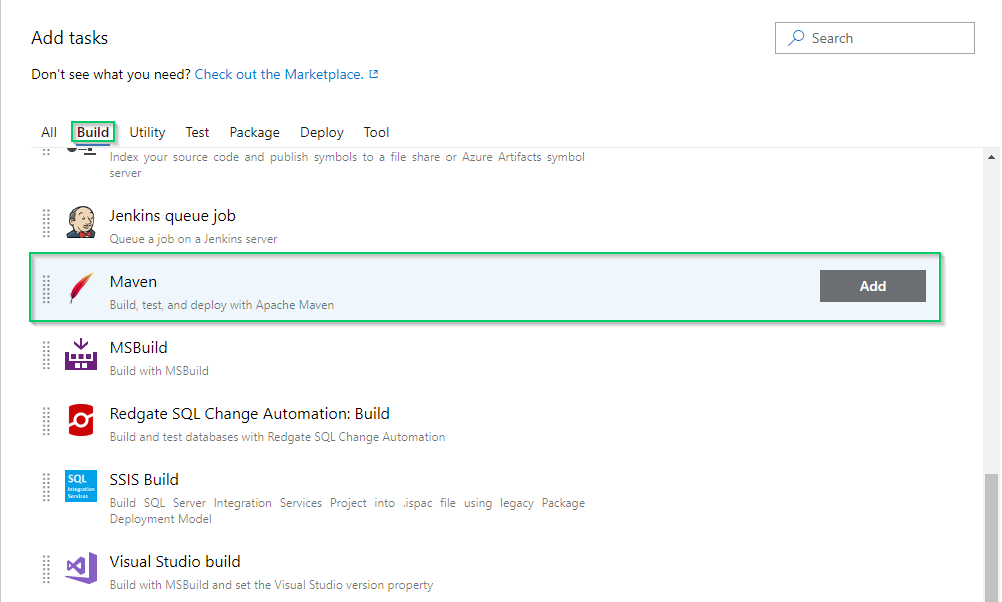 Add tasks
Search
Don't see what you need? Check out the Marketplace.
All Build Utility Test Package Deploy Tool
Index your source code and publish symbols to a file share or Azure Artifacts symbol
server
Jenkins queue job
Queue a job on a Jenkins server
Maven
Build, test, and deploy with Apache Maven
Add
MSBuild
Build with MSBuild
Redgate SQL Change Automation: Build
Build and test databases with Redgate SQL Change Automation
SQL
Integration
Services
SSIS Build
Build SQL Server Integration Services Project into .ispac file using legacy Package
Deployment Model
Visual Studio build
Build with MSBuild and set the Visual Studio version property